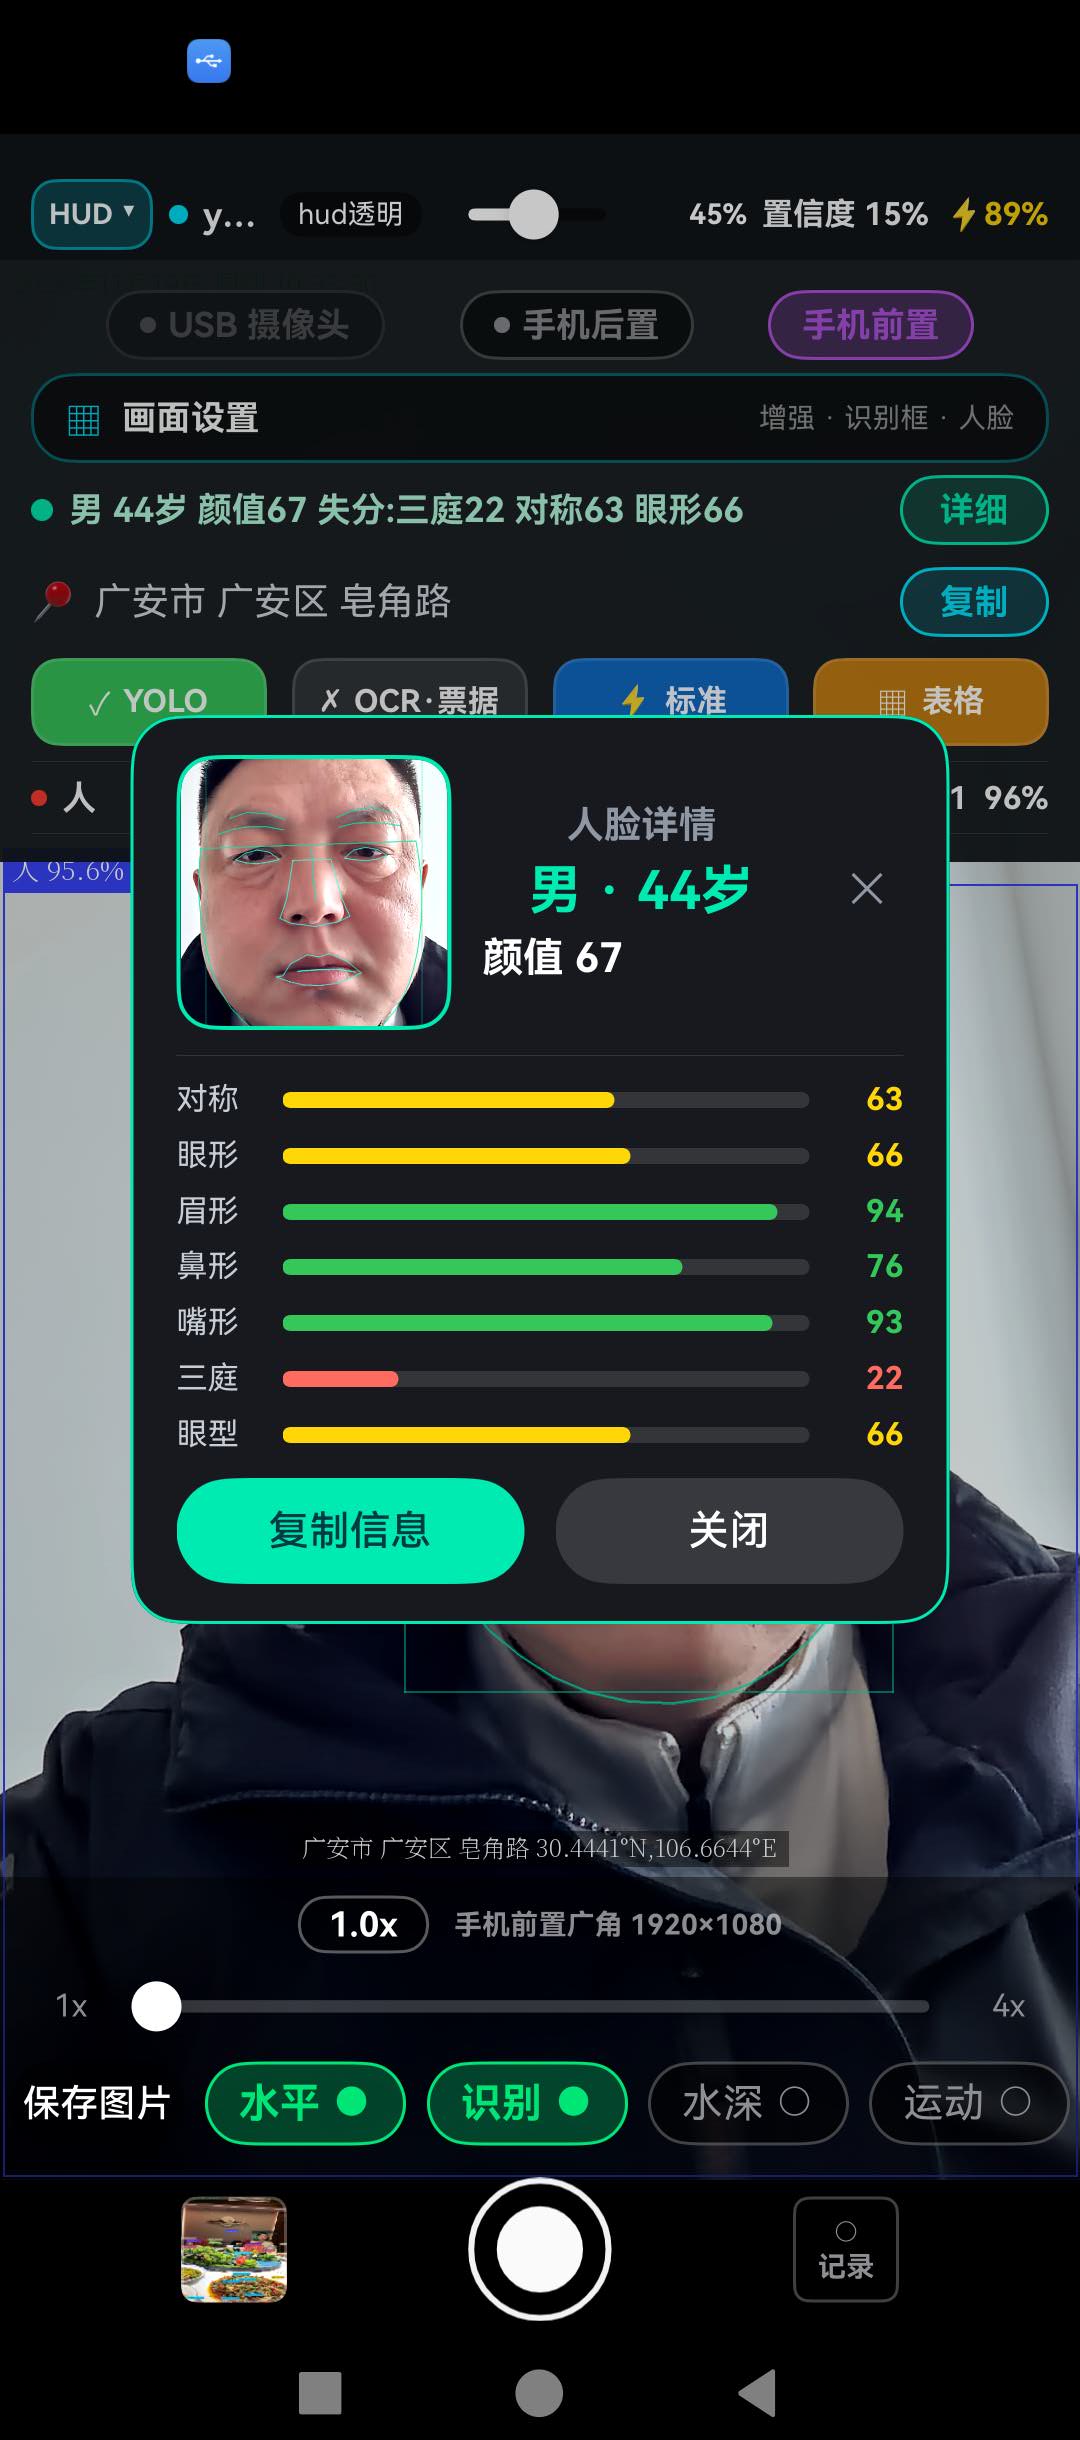 HUD ▾ y... hud透明 45% 置信度 15% ⚡89%
USB 摄像头 手机后置 手机前置
画面设置 增强 · 识别框 · 人脸
男 44岁 颜值67 失分:三庭22 对称63 眼形66 详细
广安市 广安区 皂角路 复制
✓ YOLO ✗ OCR·票据 ⚡ 标准 ▦ 表格
人 1 96%
人 95.6%
人脸详情
男 · 44岁
颜值 67
对称 63
眼形 66
眉形 94
鼻形 76
嘴形 93
三庭 22
眼型 66
复制信息 关闭
广安市 广安区 皂角路 30.4441°N,106.6644°E
1.0x 手机前置广角 1920×1080
1x 4x
保存图片 水平 识别 水深 运动
记录